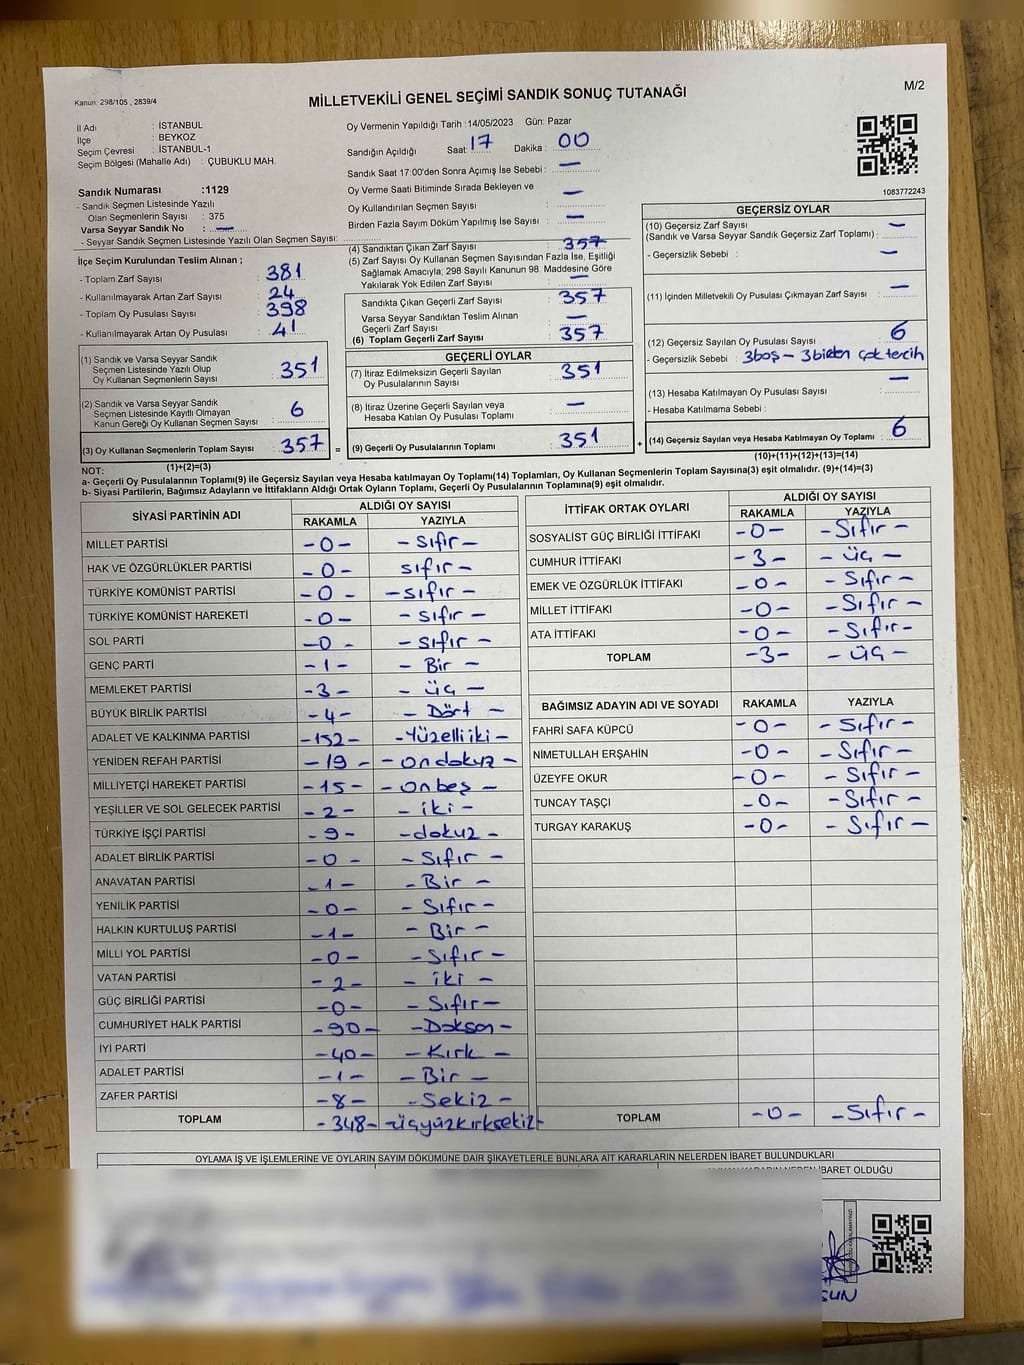 Kanun: 298/105 , 2839/4
MİLLETVEKİLİ GENEL SEÇİMİ SANDIK SONUÇ TUTANAĞI
M/2
İl Adı : İSTANBUL
İlçe : BEYKOZ
Seçim Çevresi : İSTANBUL-1
Seçim Bölgesi (Mahalle Adı) : ÇUBUKLU MAH.
Sandık Numarası :1129
- Sandık Seçmen Listesinde Yazılı
Olan Seçmenlerin Sayısı : 375
Varsa Seyyar Sandık No : —
- Seyyar Sandık Seçmen Listesinde Yazılı Olan Seçmen Sayısı:
Oy Vermenin Yapıldığı Tarih :14/05/2023 Gün: Pazar
Sandığın Açıldığı Saat: 17 Dakika : 00
Sandık Saat 17:00'den Sonra Açımış İse Sebebi : —
Oy Verme Saati Bitiminde Sırada Bekleyen ve
Oy Kullandırılan Seçmen Sayısı : —
Birden Fazla Sayım Döküm Yapılmış İse Sayısı : —
1083772243
İlçe Seçim Kurulundan Teslim Alınan ;
- Toplam Zarf Sayısı : 381
- Kullanılmayarak Artan Zarf Sayısı : 24
- Toplam Oy Pusulası Sayısı : 398
- Kullanılmayarak Artan Oy Pusulası : 41
(1) Sandık ve Varsa Seyyar Sandık
Seçmen Listesinde Yazılı Olup
Oy Kullanan Seçmenlerin Sayısı : 351
(2) Sandık ve Varsa Seyyar Sandık
Seçmen Listesinde Kayıtlı Olmayan
Kanun Gereği Oy Kullanan Seçmen Sayısı : 6
(3) Oy Kullanan Seçmenlerin Toplam Sayısı : 357
(1)+(2)=(3)
(4) Sandıktan Çıkan Zarf Sayısı : 357
(5) Zarf Sayısı Oy Kullanan Seçmen Sayısından Fazla İse, Eşitliği
Sağlamak Amacıyla; 298 Sayılı Kanunun 98. Maddesine Göre
Yakılarak Yok Edilen Zarf Sayısı : —
Sandıkta Çıkan Geçerli Zarf Sayısı : 357
Varsa Seyyar Sandıktan Teslim Alınan
Geçerli Zarf Sayısı : —
(6) Toplam Geçerli Zarf Sayısı : 357
GEÇERLİ OYLAR
(7) İtiraz Edilmeksizin Geçerli Sayılan
Oy Pusulalarının Sayısı : 351
(8) İtiraz Üzerine Geçerli Sayılan veya
Hesaba Katılan Oy Pusulası Toplamı : —
= (9) Geçerli Oy Pusulalarının Toplamı : 351
GEÇERSİZ OYLAR
(10) Geçersiz Zarf Sayısı
(Sandık ve Varsa Seyyar Sandık Geçersiz Zarf Toplamı) : —
- Geçersizlik Sebebi : —
(11) İçinden Milletvekili Oy Pusulası Çıkmayan Zarf Sayısı : —
(12) Geçersiz Sayılan Oy Pusulası Sayısı : 6
- Geçersizlik Sebebi : 3boş - 3birden çok tercih
(13) Hesaba Katılmayan Oy Pusulası Sayısı : —
- Hesaba Katılmama Sebebi :
+ (14) Geçersiz Sayılan veya Hesaba Katılmayan Oy Toplamı : 6
(10)+(11)+(12)+(13)=(14)
NOT:
a- Geçerli Oy Pusulalarının Toplamı(9) ile Geçersiz Sayılan veya Hesaba katılmayan Oy Toplamı(14) Toplamları, Oy Kullanan Seçmenlerin Toplam Sayısına(3) eşit olmalıdır. (9)+(14)=(3)
b- Siyasi Partilerin, Bağımsız Adayların ve İttifakların Aldığı Ortak Oyların Toplamı, Geçerli Oy Pusulalarının Toplamına(9) eşit olmalıdır.
SİYASİ PARTİNİN ADI ALDIĞI OY SAYISI
RAKAMLA YAZIYLA
MİLLET PARTİSİ -0- -sıfır-
HAK VE ÖZGÜRLÜKLER PARTİSİ -0- sıfır-
TÜRKİYE KOMÜNİST PARTİSİ -0- -sıfır-
TÜRKİYE KOMÜNİST HAREKETİ -0- -sıfır-
SOL PARTİ -0- -sıfır-
GENÇ PARTİ -1- -Bir-
MEMLEKET PARTİSİ -3- -üç-
BÜYÜK BİRLİK PARTİSİ -4- -Dört-
ADALET VE KALKINMA PARTİSİ -152- -Yüzelliiki-
YENİDEN REFAH PARTİSİ -19- -ondokuz-
MİLLİYETÇİ HAREKET PARTİSİ -15- -onbeş-
YEŞİLLER VE SOL GELECEK PARTİSİ -2- -iki-
TÜRKİYE İŞÇİ PARTİSİ -9- -dokuz-
ADALET BİRLİK PARTİSİ -0- -Sıfır-
ANAVATAN PARTİSİ -1- -Bir-
YENİLİK PARTİSİ -0- -Sıfır-
HALKIN KURTULUŞ PARTİSİ -1- -Bir-
MİLLİ YOL PARTİSİ -0- -Sıfır-
VATAN PARTİSİ -2- -iki-
GÜÇ BİRLİĞİ PARTİSİ -0- -Sıfır-
CUMHURİYET HALK PARTİSİ -90- -Doksan-
İYİ PARTİ -40- -Kırk-
ADALET PARTİSİ -1- -Bir-
ZAFER PARTİSİ -8- -Sekiz-
TOPLAM -348- -üçyüzkırksekiz-
İTTİFAK ORTAK OYLARI ALDIĞI OY SAYISI
RAKAMLA YAZIYLA
SOSYALİST GÜÇ BİRLİĞİ İTTİFAKI -0- -Sıfır-
CUMHUR İTTİFAKI -3- -üç-
EMEK VE ÖZGÜRLÜK İTTİFAKI -0- -Sıfır-
MİLLET İTTİFAKI -0- -Sıfır-
ATA İTTİFAKI -0- -Sıfır-
TOPLAM -3- -üç-
BAĞIMSIZ ADAYIN ADI VE SOYADI RAKAMLA YAZIYLA
FAHRİ SAFA KÜPCÜ -0- -Sıfır-
NİMETULLAH ERŞAHİN -0- -Sıfır-
ÜZEYFE OKUR -0- -Sıfır-
TUNCAY TAŞÇI -0- -Sıfır-
TURGAY KARAKUŞ -0- -Sıfır-
TOPLAM -0- -Sıfır-
OYLAMA İŞ VE İŞLEMLERİNE VE OYLARIN SAYIM DÖKÜMÜNE DAİR ŞİKAYETLERLE BUNLARA AİT KARARLARIN NELERDEN İBARET BULUNDUKLARI
İBARET OLDUĞU